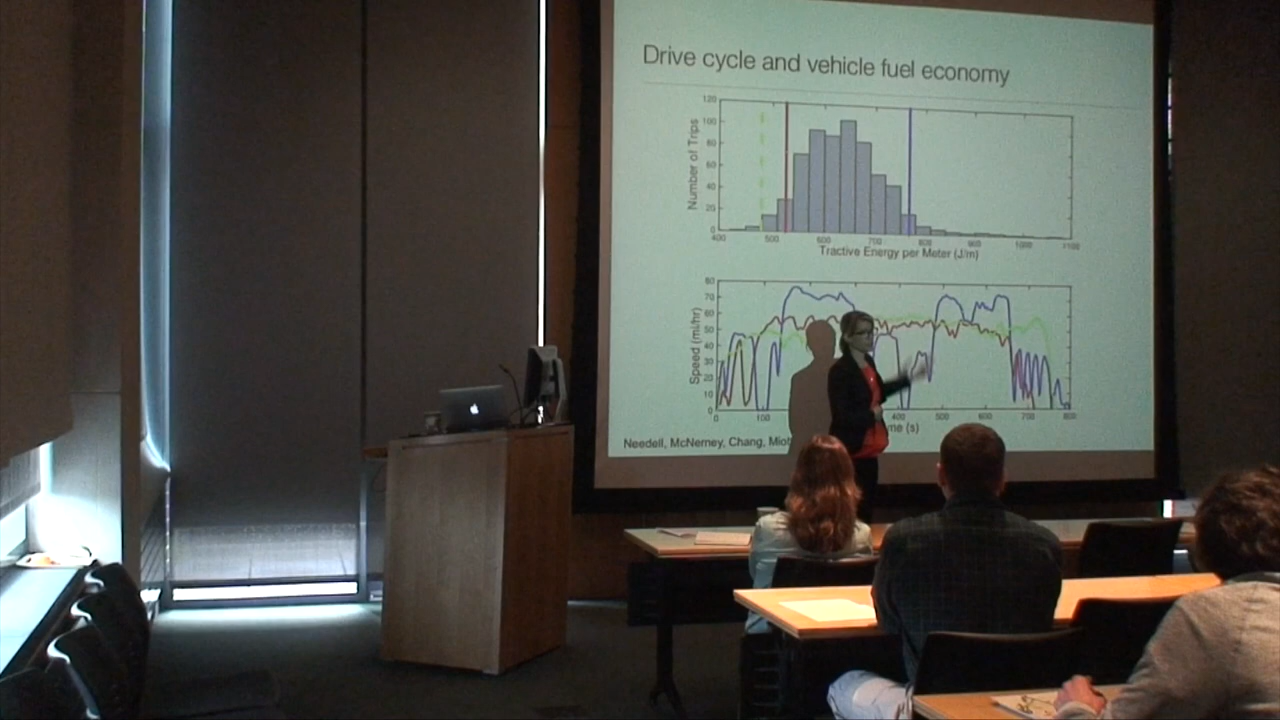 Drive cycle and vehicle fuel economy
Number of Trips
120
100
80
60
40
20
0
400 500 600 700 800 900 1000 1100
Tractive Energy per Meter (J/m)
Speed (mi/hr)
80
70
60
50
40
30
20
10
0
0 100 400 500 600 700 800
(s)
Needell, McNerney, Chang,